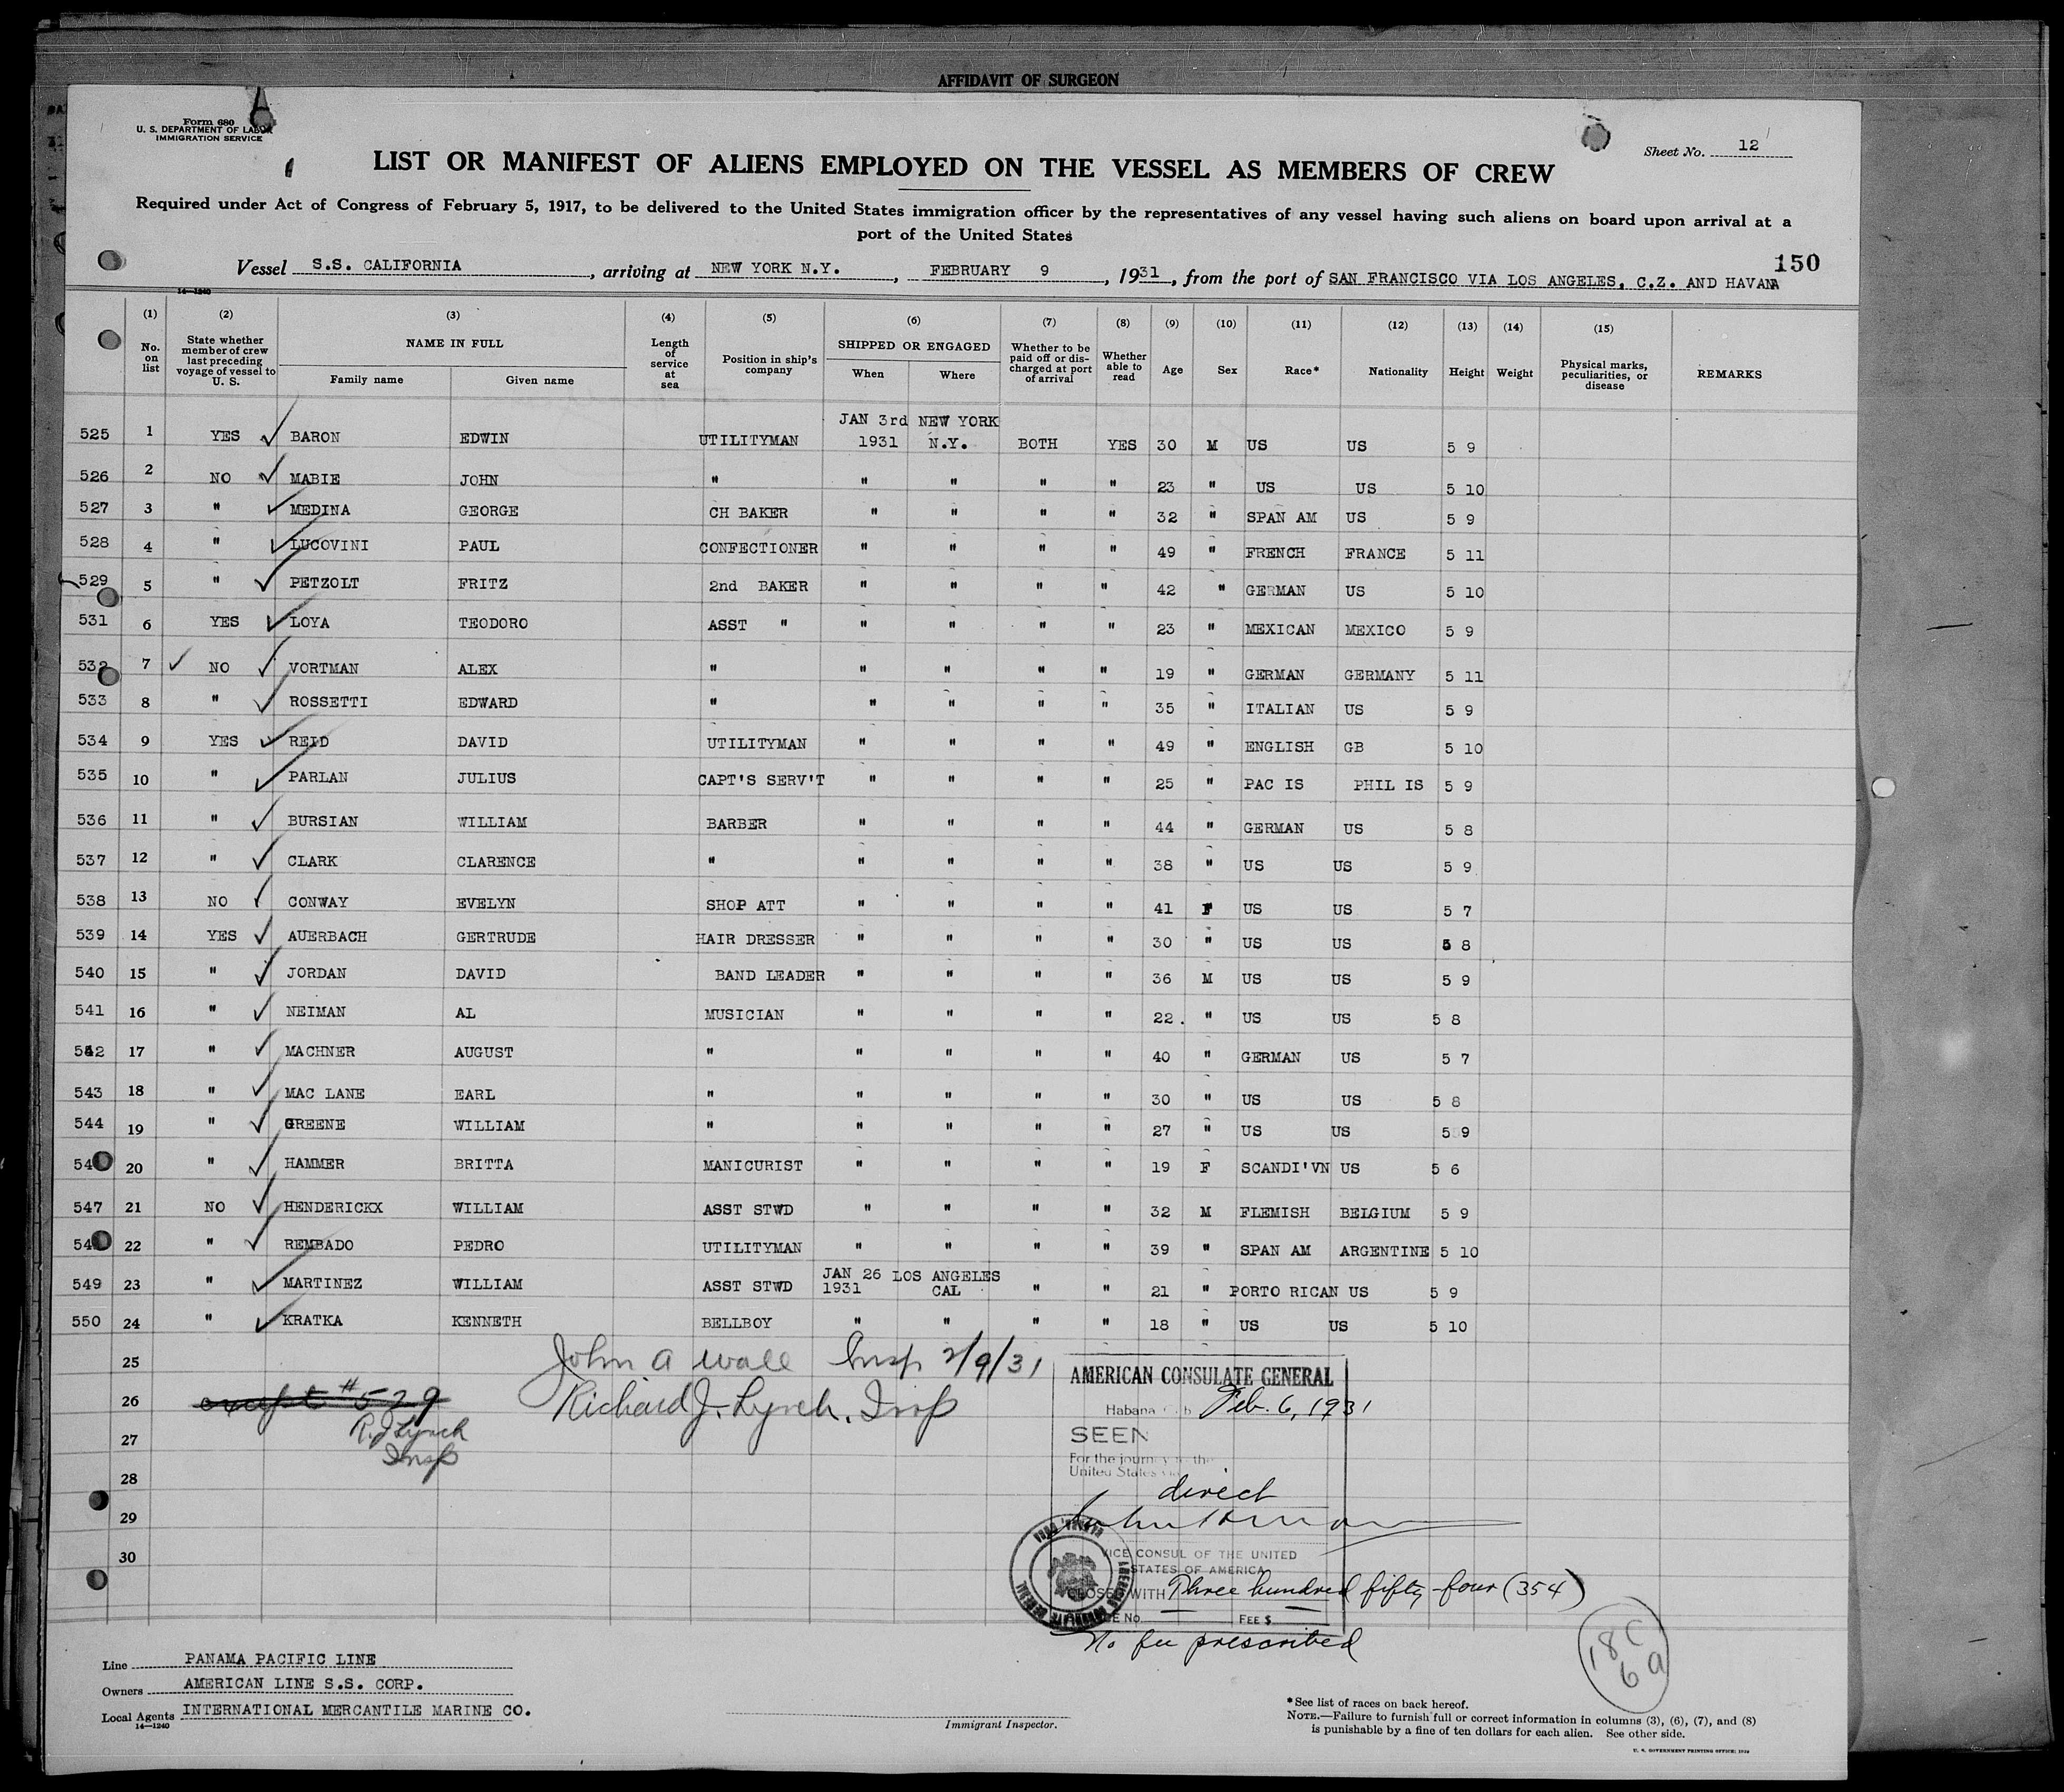 AFFIDAVIT OF SURGEON
Form 680
U. S. DEPARTMENT OF LABOR
IMMIGRATION SERVICE
Sheet No. 12
LIST OR MANIFEST OF ALIENS EMPLOYED ON THE VESSEL AS MEMBERS OF CREW
Required under Act of Congress of February 5, 1917, to be delivered to the United States immigration officer by the representatives of any vessel having such aliens on board upon arrival at a
port of the United States
150
Vessel S.S. CALIFORNIA, arriving at NEW YORK N.Y., FEBRUARY 9, 1931, from the port of SAN FRANCISCO VIA LOS ANGELES, C.Z. AND HAVANA
14—1240
(1) (2) (3) (4) (5) (6) (7) (8) (9) (10) (11) (12) (13) (14) (15)
No. on list State whether member of crew last preceding voyage of vessel to U. S. NAME IN FULL Family name Given name Length of service at sea Position in ship's company SHIPPED OR ENGAGED When Where Whether to be paid off or discharged at port of arrival Whether able to read Age Sex Race* Nationality Height Weight Physical marks, peculiarities, or disease REMARKS
JAN 3rd NEW YORK
525 1 YES BARON EDWIN UTILITYMAN 1931 N.Y. BOTH YES 30 M US US 5 9
526 2 NO MABIE JOHN " " " " " 23 " US US 5 10
527 3 " MEDINA GEORGE CH BAKER " " " " 32 " SPAN AM US 5 9
528 4 " LUCOVINI PAUL CONFECTIONER " " " " 49 " FRENCH FRANCE 5 11
529 5 " PETZOLT FRITZ 2nd BAKER " " " " 42 " GERMAN US 5 10
531 6 YES LOYA TEODORO ASST " " " " " 23 " MEXICAN MEXICO 5 9
532 7 NO VORTMAN ALEX " " " " " 19 " GERMAN GERMANY 5 11
533 8 " ROSSETTI EDWARD " " " " " 35 " ITALIAN US 5 9
534 9 YES REID DAVID UTILITYMAN " " " " 49 " ENGLISH GB 5 10
535 10 " PARLAN JULIUS CAPT'S SERV'T " " " " 25 " PAC IS PHIL IS 5 9
536 11 " BURSIAN WILLIAM BARBER " " " " 44 " GERMAN US 5 8
537 12 " CLARK CLARENCE " " " " " 38 " US US 5 9
538 13 NO CONWAY EVELYN SHOP ATT " " " " 41 F US US 5 7
539 14 YES AUERBACH GERTRUDE HAIR DRESSER " " " " 30 " US US 5 8
540 15 " JORDAN DAVID BAND LEADER " " " " 36 M US US 5 9
541 16 " NEIMAN AL MUSICIAN " " " " 22 " US US 5 8
542 17 " MACHNER AUGUST " " " " " 40 " GERMAN US 5 7
543 18 " MAC LANE EARL " " " " " 30 " US US 5 8
544 19 " GREENE WILLIAM " " " " " 27 " US US 5 9
20 " HAMMER BRITTA MANICURIST " " " " 19 F SCANDI'VN US 5 6
547 21 NO HENDERICKX WILLIAM ASST STWD " " " " 32 M FLEMISH BELGIUM 5 9
22 " REMBADO PEDRO UTILITYMAN " " " " 39 " SPAN AM ARGENTINE 5 10
JAN 26 LOS ANGELES
549 23 " MARTINEZ WILLIAM ASST STWD 1931 CAL " " 21 " PORTO RICAN US 5 9
550 24 " KRATKA KENNETH BELLBOY " " " " 18 " US US 5 10
25 John A Wall Insp 2/9/31
26 except #529 Richard J. Lynch. Insp
R.J Lynch
Insp
27
28
29
30
AMERICAN CONSULATE GENERAL
Habana Feb. 6, 1931
SEEN
For the journey to the
United States via
direct
VICE CONSUL OF THE UNITED
STATES OF AMERICA
CLOSED WITH Three hundred fifty-four (354)
No. FEE $
No fee prescribed
18 C
6 a
Line PANAMA PACIFIC LINE
Owners AMERICAN LINE S.S. CORP.
Local Agents INTERNATIONAL MERCANTILE MARINE CO.
14—1240
Immigrant Inspector.
*See list of races on back hereof.
NOTE.—Failure to furnish full or correct information in columns (3), (6), (7), and (8)
is punishable by a fine of ten dollars for each alien. See other side.
U. S. GOVERNMENT PRINTING OFFICE: 1930